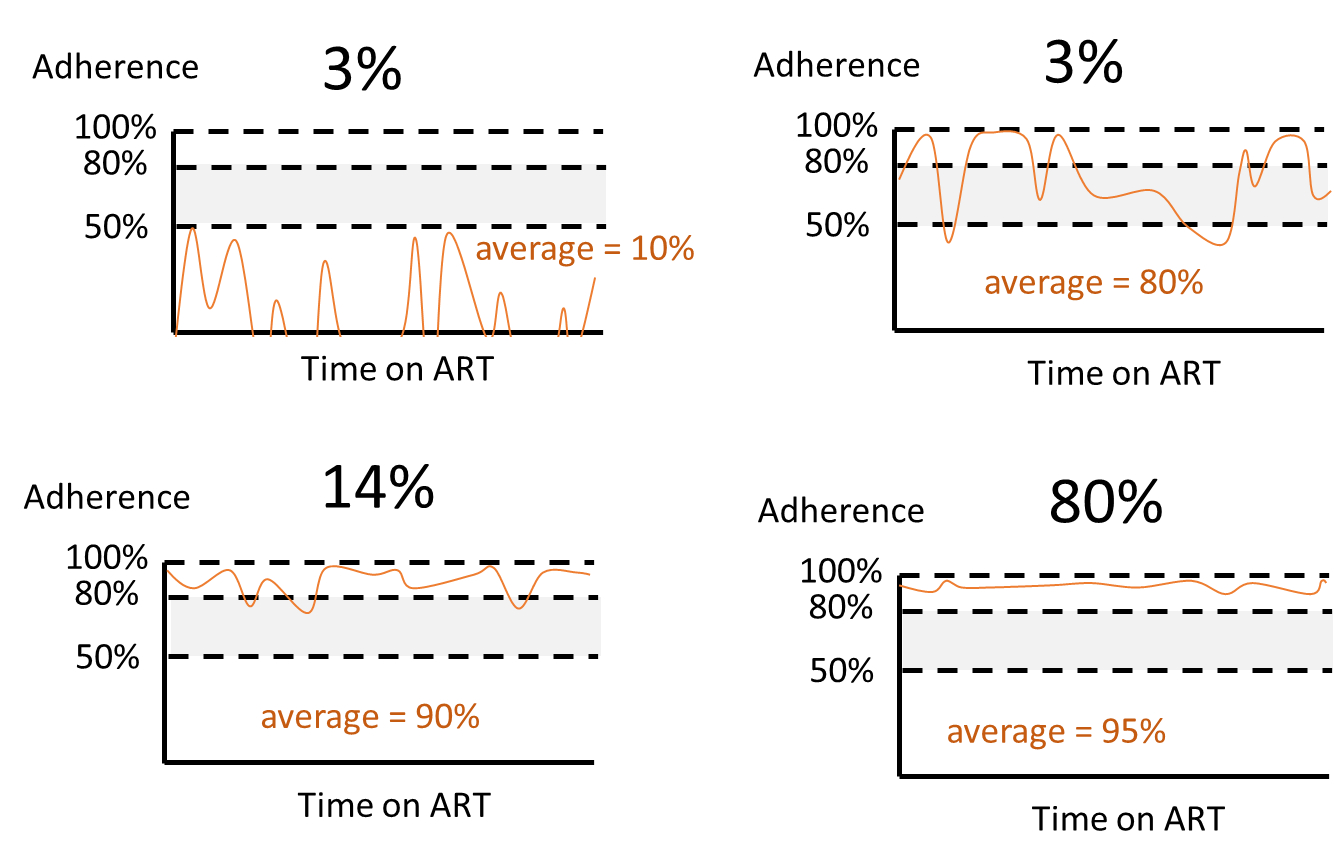 Adherence
3%
100%
80%
50%
average = 10%
Time on ART
Adherence
3%
100%
80%
50%
average = 80%
Time on ART
Adherence
14%
100%
80%
50%
average = 90%
Time on ART
Adherence
80%
100%
80%
50%
average = 95%
Time on ART